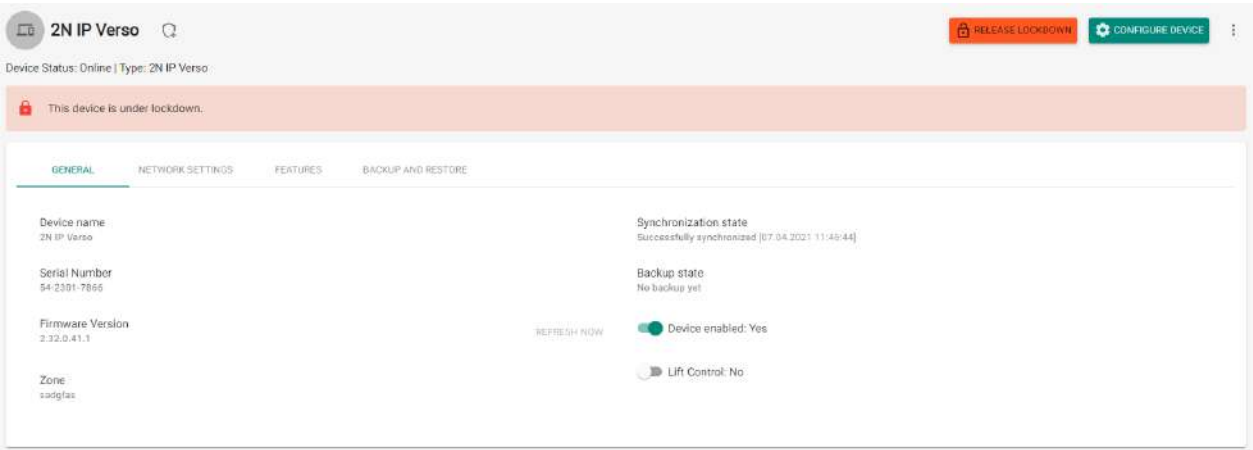 2N IP Verso
RELEASE LOCKDOWN
CONFIGURE DEVICE
Device Status: Online | Type: 2N IP Verso
This device is under lockdown.
GENERAL
NETWORK SETTINGS
FEATURES
BACKUP AND RESTORE
Device name
2N IP Verso
Serial Number
54-2301-7866
Firmware Version
2.32.0.41.1
REFRESH NOW
Zone
sadgfas
Synchronization state
Successfully synchronized [07.04.2021 11:46:44]
Backup state
No backup yet
Device enabled: Yes
Lift Control: No